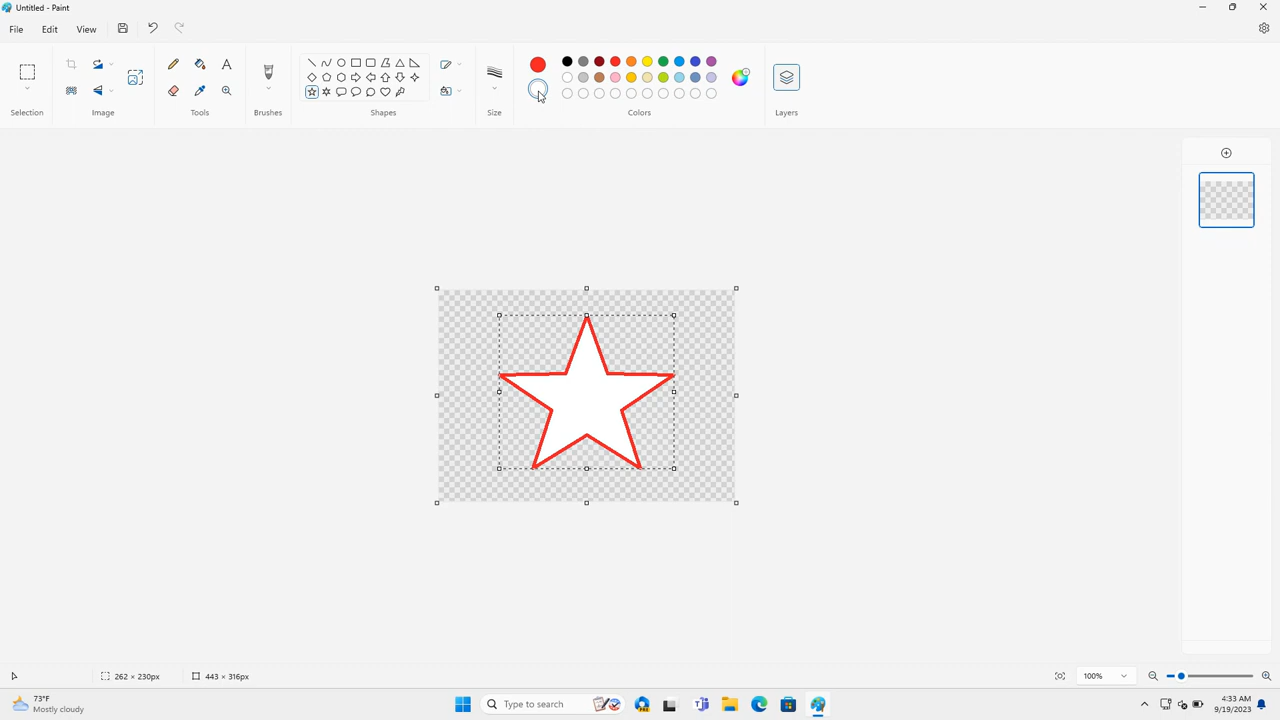 Untitled - Paint
File Edit View
Selection Image Tools Brushes Shapes Size Colors Layers
262 × 230px 443 × 316px 100%
73°F
Mostly cloudy
Type to search
4:33 AM
9/19/2023